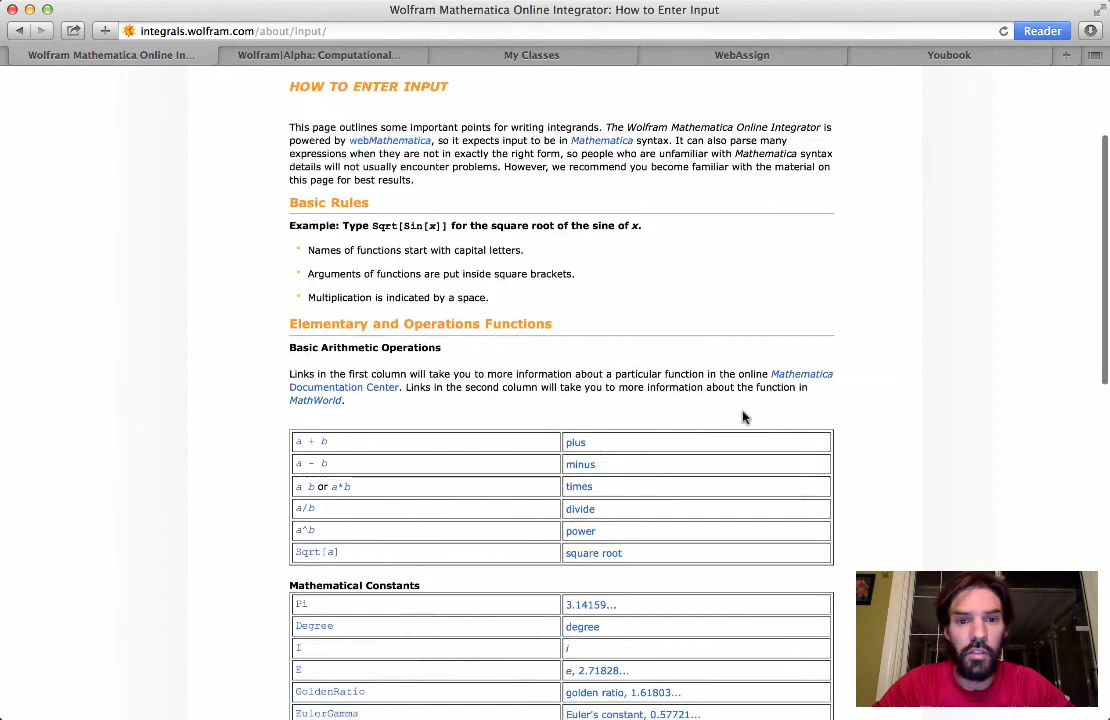 Wolfram Mathematica Online Integrator: How to Enter Input
integrals.wolfram.com/about/input/
Reader
Wolfram Mathematica Online In...
Wolfram|Alpha: Computational...
My Classes
WebAssign
Youbook
HOW TO ENTER INPUT
This page outlines some important points for writing integrands. The Wolfram Mathematica Online Integrator is
powered by webMathematica, so it expects input to be in Mathematica syntax. It can also parse many
expressions when they are not in exactly the right form, so people who are unfamiliar with Mathematica syntax
details will not usually encounter problems. However, we recommend you become familiar with the material on
this page for best results.
Basic Rules
Example: Type Sqrt[Sin[x]] for the square root of the sine of x.
Names of functions start with capital letters.
Arguments of functions are put inside square brackets.
Multiplication is indicated by a space.
Elementary and Operations Functions
Basic Arithmetic Operations
Links in the first column will take you to more information about a particular function in the online Mathematica
Documentation Center. Links in the second column will take you to more information about the function in
MathWorld.
a + b plus
a - b minus
a b or a*b times
a/b divide
a^b power
Sqrt[a] square root
Mathematical Constants
Pi 3.14159...
Degree degree
I i
E e, 2.71828...
GoldenRatio golden ratio, 1.61803...
EulerGamma Euler's constant, 0.57721...